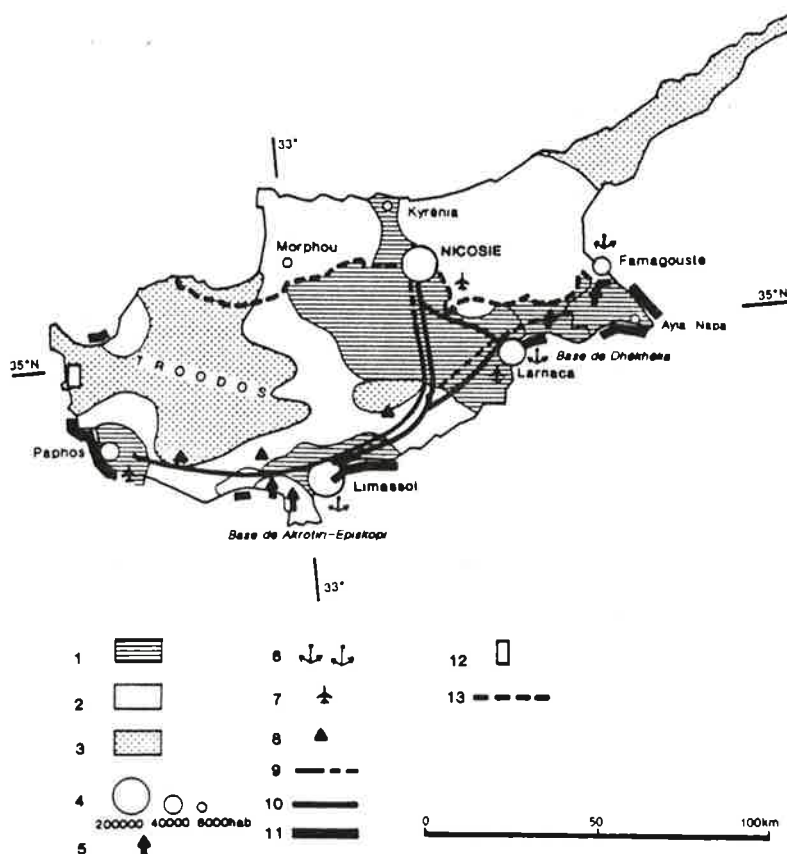 33°
Kyrenia
Morphou
NICOSIE
Famagouste
35°N
Ayia Napa
35°N
TROODOS
Base de Dhékhéka
Larnaca
Paphos
Limassol
Base de Akrotin-Episkopi
33°
1
2
3
4
200000 40000 6000hab
5
6
7
8
9
10
11
12
13
0 50 100km